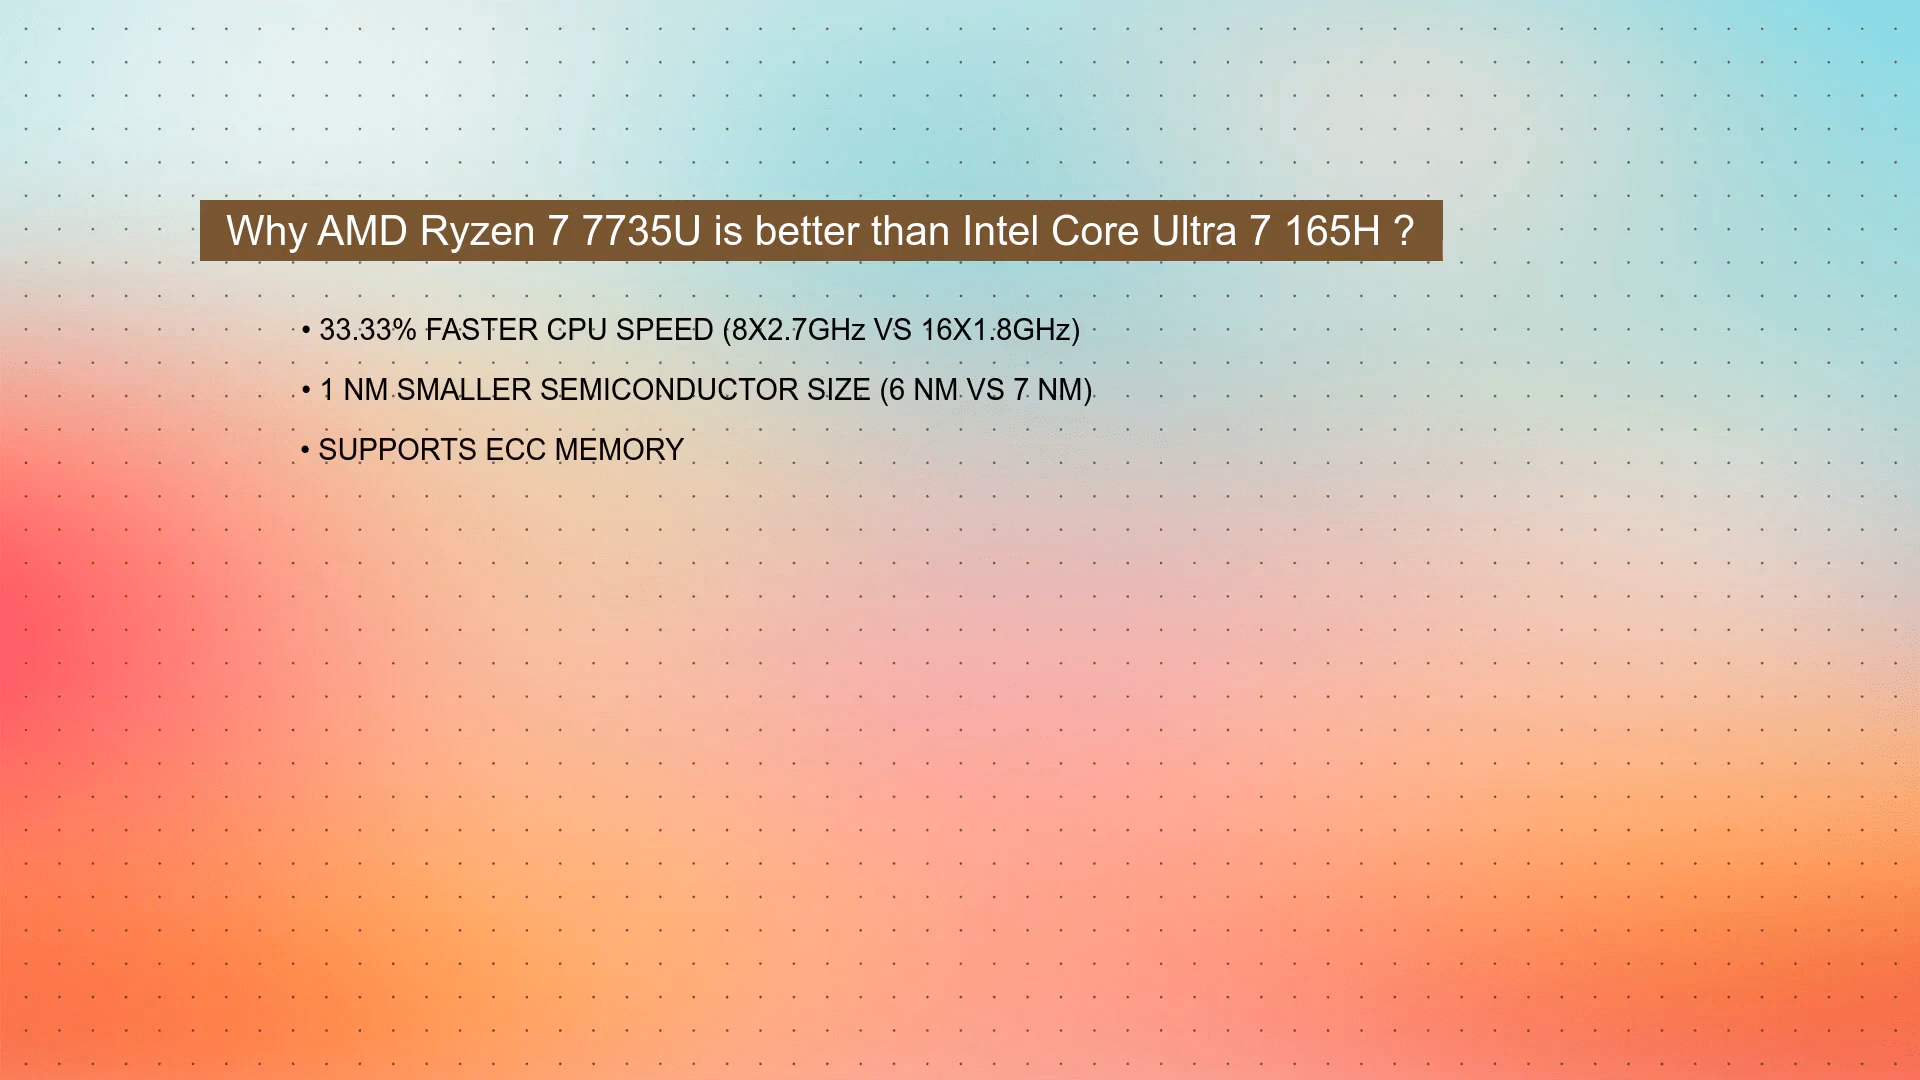 Why AMD Ryzen 7 7735U is better than Intel Core Ultra 7 165H ?
• 33.33% FASTER CPU SPEED (8X2.7GHz VS 16X1.8GHz)
• 1 NM SMALLER SEMICONDUCTOR SIZE (6 NM VS 7 NM)
• SUPPORTS ECC MEMORY